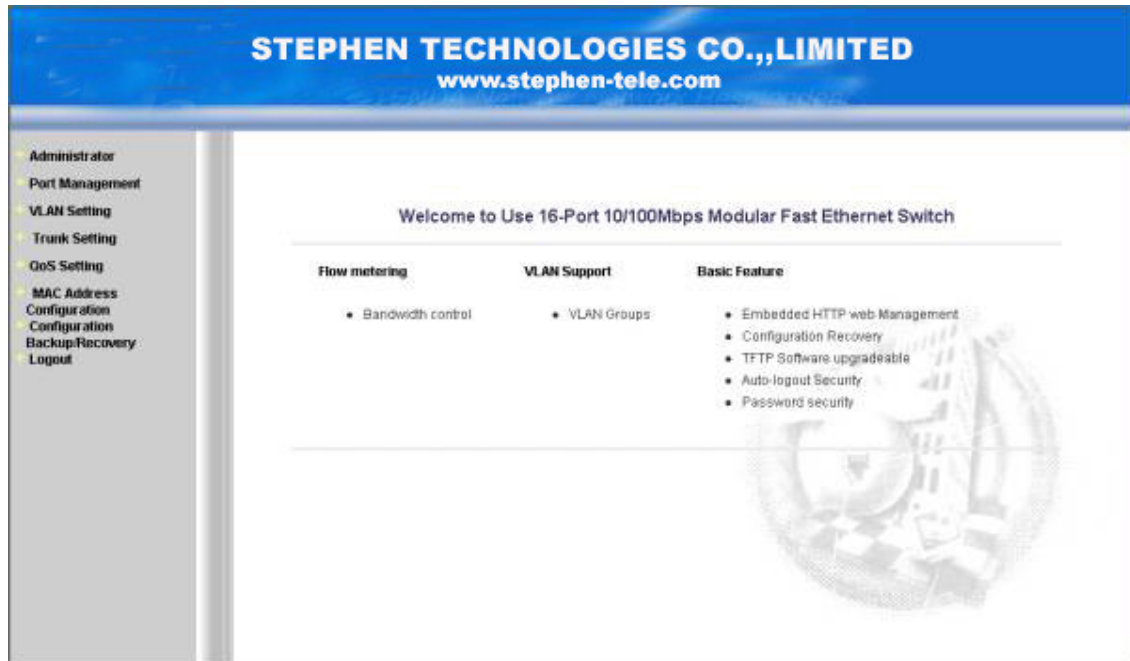 STEPHEN TECHNOLOGIES CO.,,LIMITED
www.stephen-tele.com
Administrator
Port Management
VLAN Setting
Trunk Setting
QoS Setting
MAC Address
Configuration
Configuration
Backup/Recovery
Logout
Welcome to Use 16-Port 10/100Mbps Modular Fast Ethernet Switch
Flow metering
• Bandwidth control
VLAN Support
• VLAN Groups
Basic Feature
• Embedded HTTP web Management
• Configuration Recovery
• TFTP Software upgradeable
• Auto-logout Security
• Password security